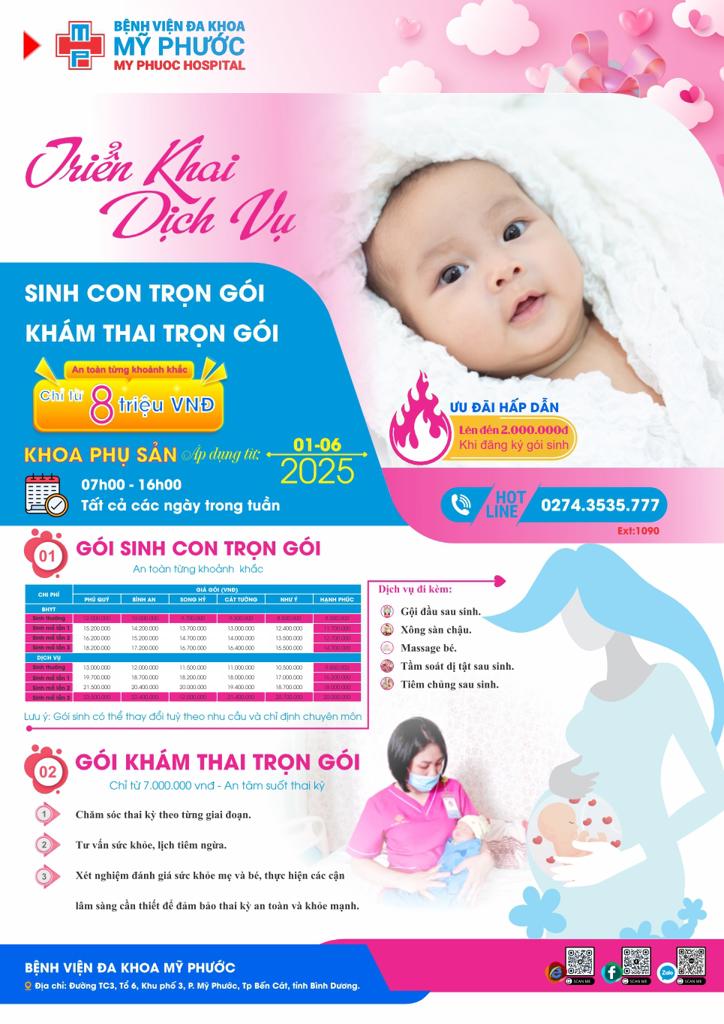 BỆNH VIỆN ĐA KHOA
MỸ PHƯỚC
MY PHUOC HOSPITAL
Triển Khai
Dịch Vụ
SINH CON TRỌN GÓI
KHÁM THAI TRỌN GÓI
An toàn từng khoảnh khắc
Chỉ từ 8 triệu VNĐ
KHOA PHỤ SẢN Áp dụng từ: 01-06
2025
07h00 - 16h00
Tất cả các ngày trong tuần
ƯU ĐÃI HẤP DẪN
Lên đến 2.000.000đ
Khi đăng ký gói sinh
HOT
LINE
0274.3535.777
Ext:1090
01 GÓI SINH CON TRỌN GÓI
An toàn từng khoảnh khắc
CHI PHÍ GIÁ GÓI (VNĐ)
PHÚ QUÝ BÌNH AN SONG HỶ CÁT TƯỜNG NHƯ Ý HẠNH PHÚC
BHYT
Sinh thường
Sinh mổ lần 1 15.200.000 14.200.000 13.700.000 13.000.000 12.400.000
Sinh mổ lần 2 16.200.000 15.200.000 14.700.000 14.000.000 13.500.000
Sinh mổ lần 3 18.200.000 17.200.000 16.700.000 16.400.000 15.500.000
DỊCH VỤ
Sinh thường 13.000.000 12.000.000 11.500.000 11.000.000 10.500.000
Sinh mổ lần 1 19.700.000 18.700.000 18.200.000 18.000.000 17.000.000
Sinh mổ lần 2 21.500.000 20.400.000 20.000.000 19.400.000 18.700.000
Sinh mổ lần 3
Lưu ý: Gói sinh có thể thay đổi tuỳ theo nhu cầu và chỉ định chuyên môn
Dịch vụ đi kèm:
Gội đầu sau sinh.
Xông sàn chậu.
Massage bé.
Tầm soát dị tật sau sinh.
Tiêm chủng sau sinh.
02 GÓI KHÁM THAI TRỌN GÓI
Chỉ từ 7.000.000 vnđ - An tâm suốt thai kỳ
1 Chăm sóc thai kỳ theo từng giai đoạn.
2 Tư vấn sức khỏe, lịch tiêm ngừa.
3 Xét nghiệm đánh giá sức khỏe mẹ và bé, thực hiện các cận
lâm sàng cần thiết để đảm bảo thai kỳ an toàn và khỏe mạnh.
BỆNH VIỆN ĐA KHOA MỸ PHƯỚC
Địa chỉ: Đường TC3, Tổ 6, Khu phố 3, P. Mỹ Phước, Tp Bến Cát, tỉnh Bình Dương.
SCAN ME
SCAN ME
Zalo
SCAN ME